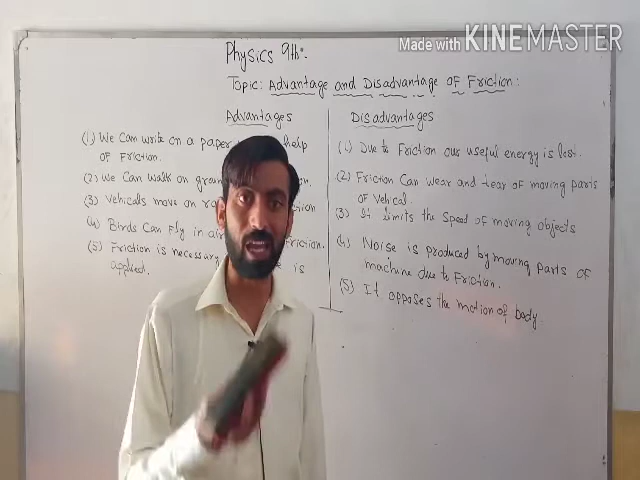 Physics 9th:
Made with KINEMASTER
Topic: Advantage and Disadvantage OF Friction:
Advantages
(1) We Can write on a paper help
OF Friction.
(2) We Can walk on
(3) Vehicals move on
(4) Birds Can Fly in air Friction.
(5) Friction is necessary is
applied.
Disadvantages
(1) Due to Friction our useful energy is lost.
(2) Friction Can wear and tear of moving parts
OF Vehical.
(3) It limits the Speed of moving objects
(4) Noise is produced by moving parts of
machine due to Friction.
(5) It opposes the motion of body.